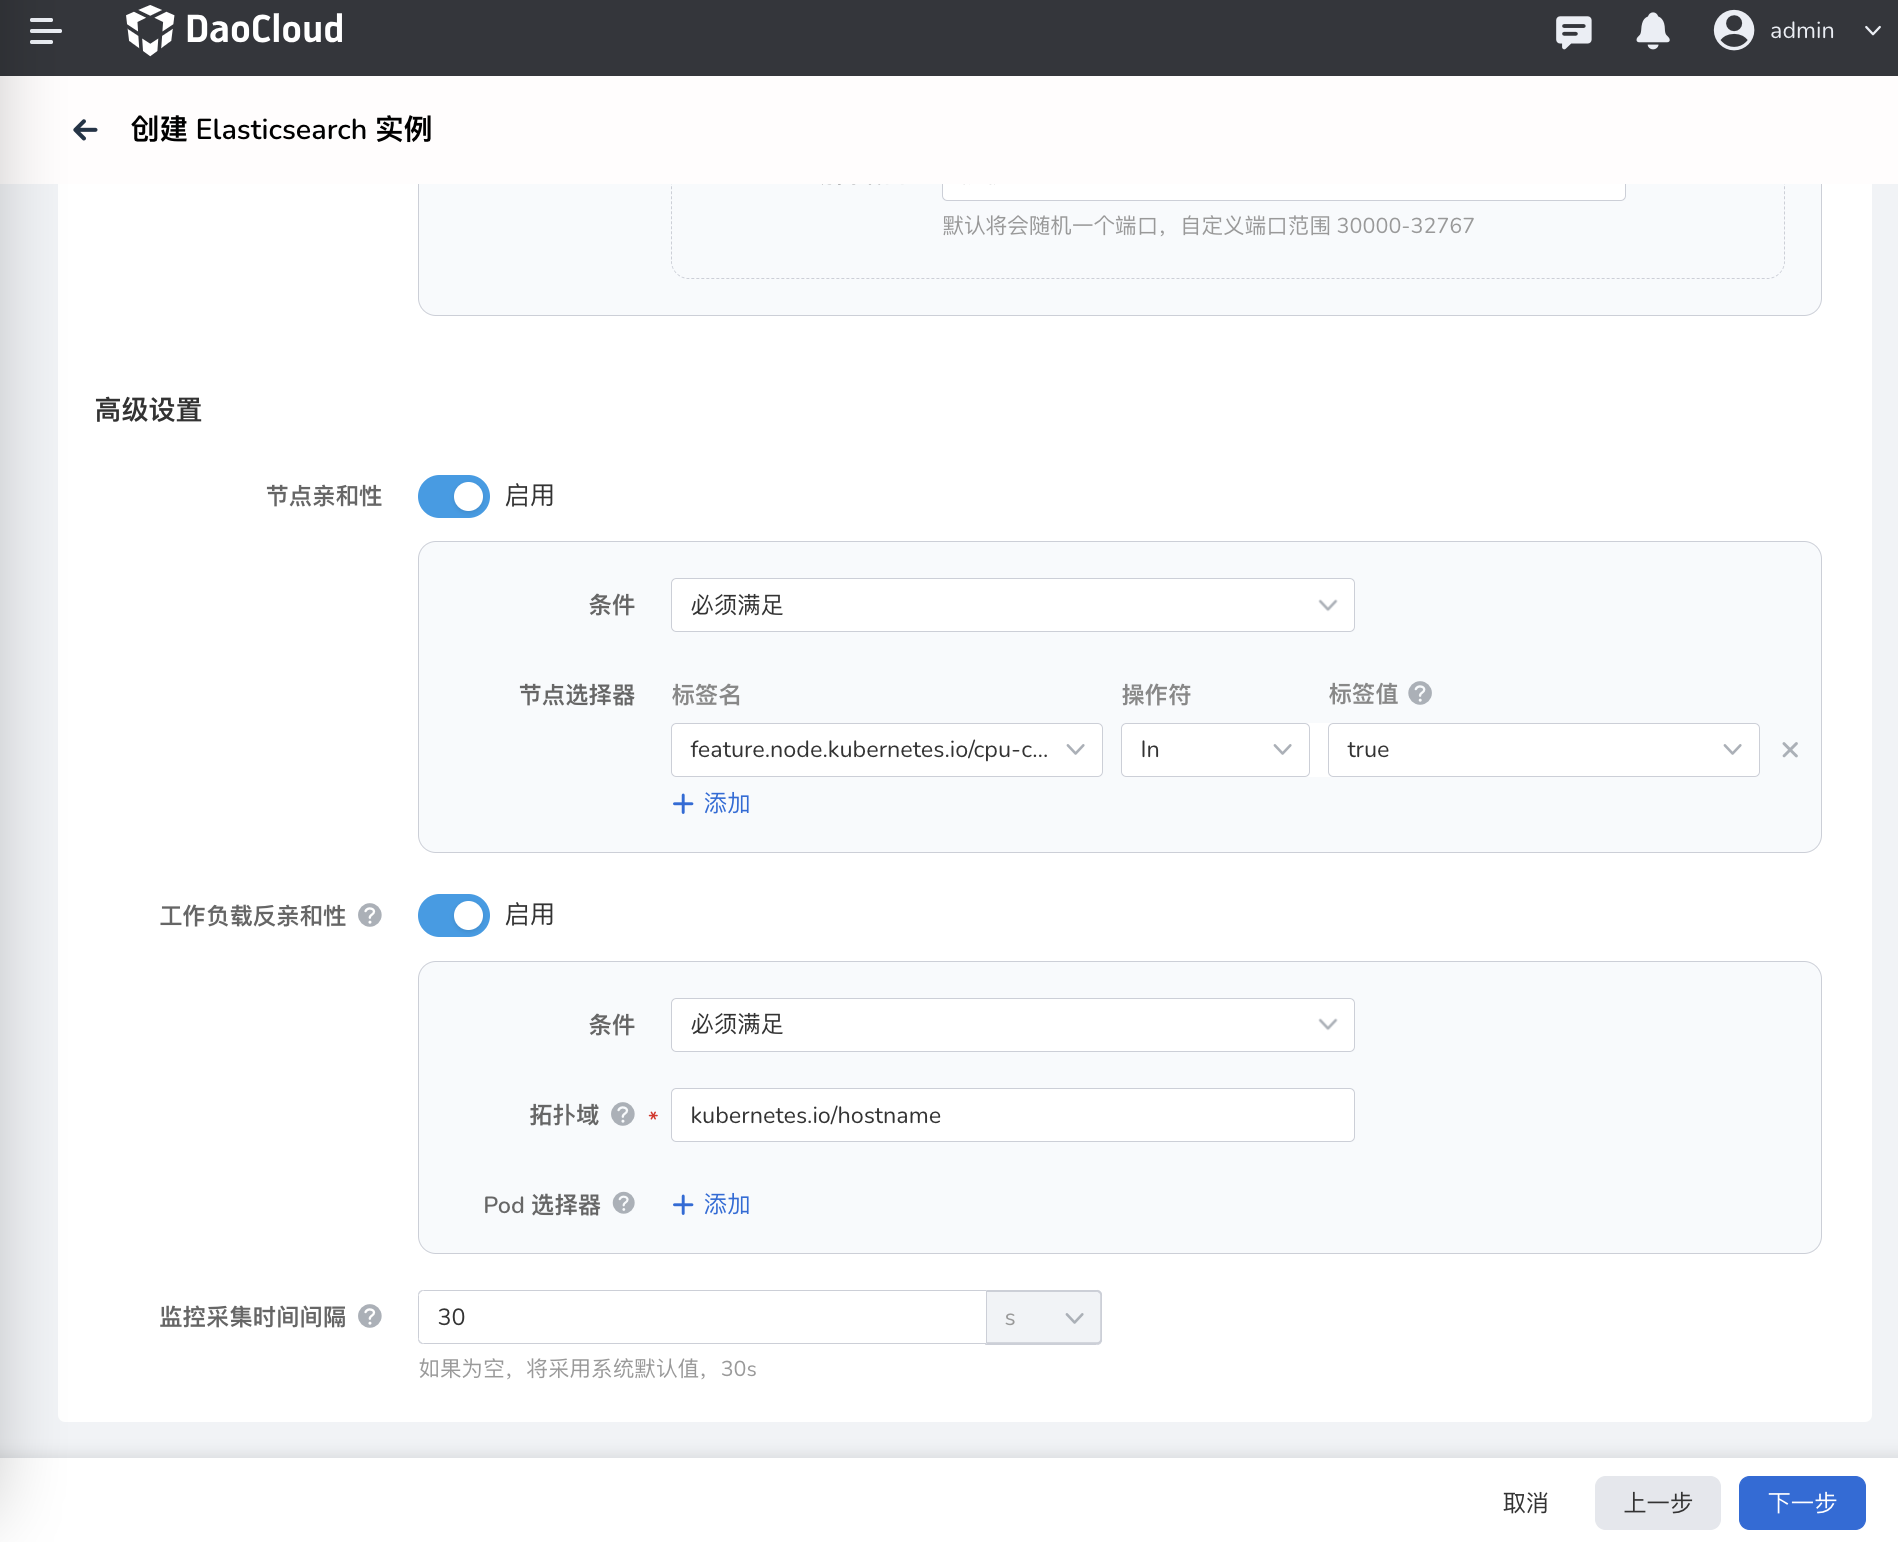 DaoCloud
admin
创建 Elasticsearch 实例
默认将会随机一个端口，自定义端口范围 30000-32767
高级设置
节点亲和性 启用
条件 必须满足
节点选择器 标签名 操作符 标签值
feature.node.kubernetes.io/cpu-c... In true
添加
工作负载反亲和性 启用
条件 必须满足
拓扑域 * kubernetes.io/hostname
Pod 选择器 添加
监控采集时间间隔 30 s
如果为空，将采用系统默认值，30s
取消 上一步 下一步